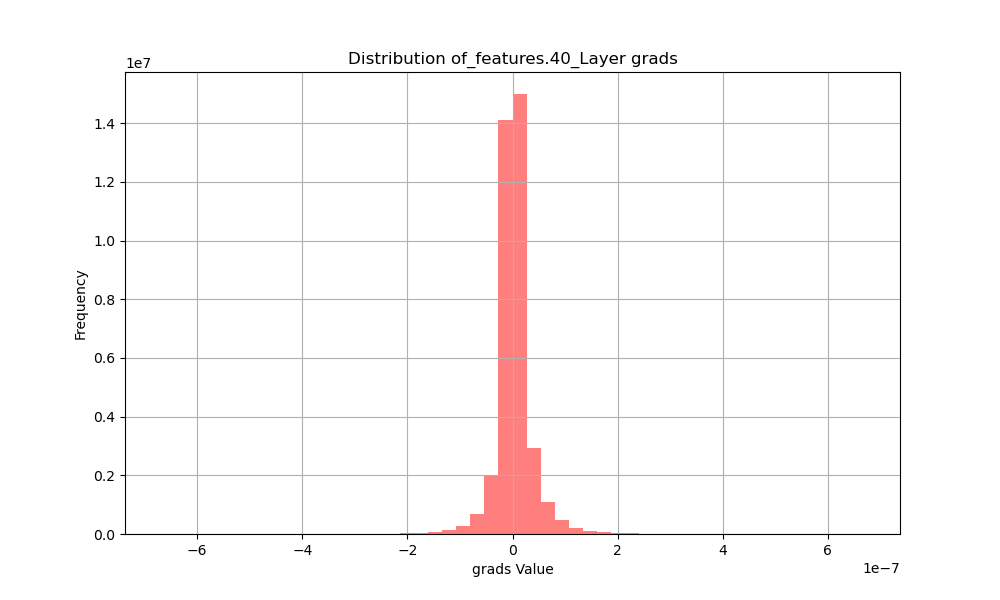 Distribution of_features.40_Layer grads
1e7
1.4
1.2
1.0
0.8
0.6
0.4
0.2
0.0
Frequency
−6 −4 −2 0 2 4 6
grads Value
1e−7